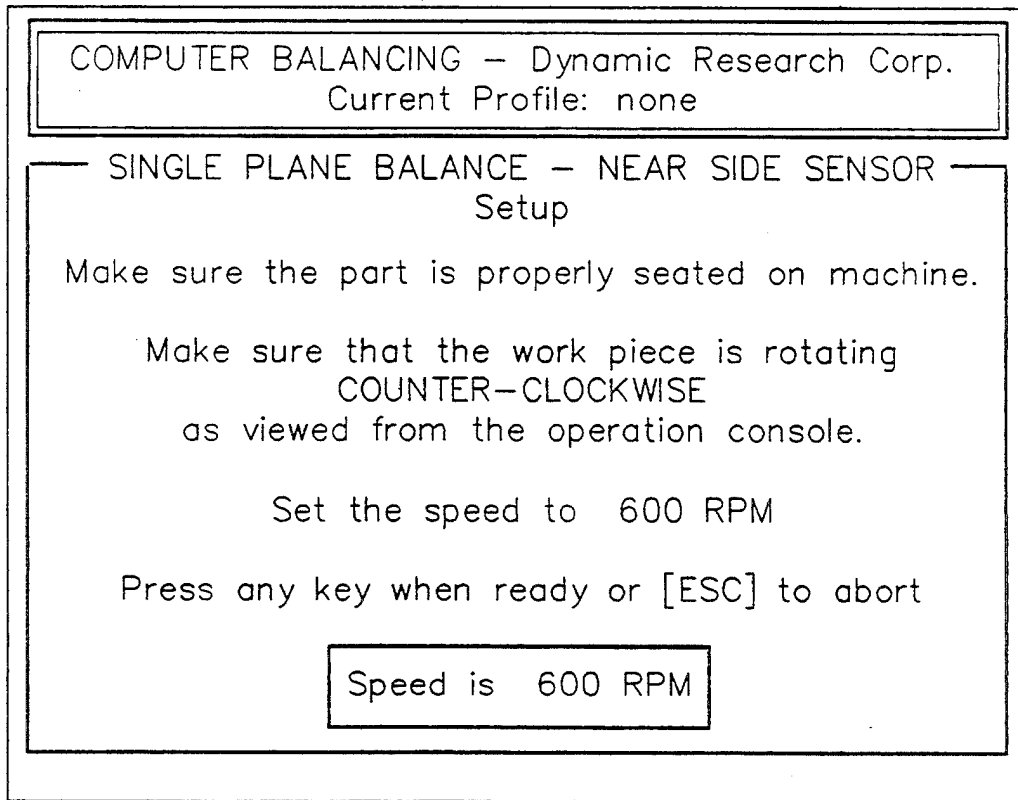 COMPUTER BALANCING – Dynamic Research Corp.
Current Profile: none
SINGLE PLANE BALANCE – NEAR SIDE SENSOR
Setup
Make sure the part is properly seated on machine.
Make sure that the work piece is rotating
COUNTER–CLOCKWISE
as viewed from the operation console.
Set the speed to 600 RPM
Press any key when ready or [ESC] to abort
Speed is 600 RPM